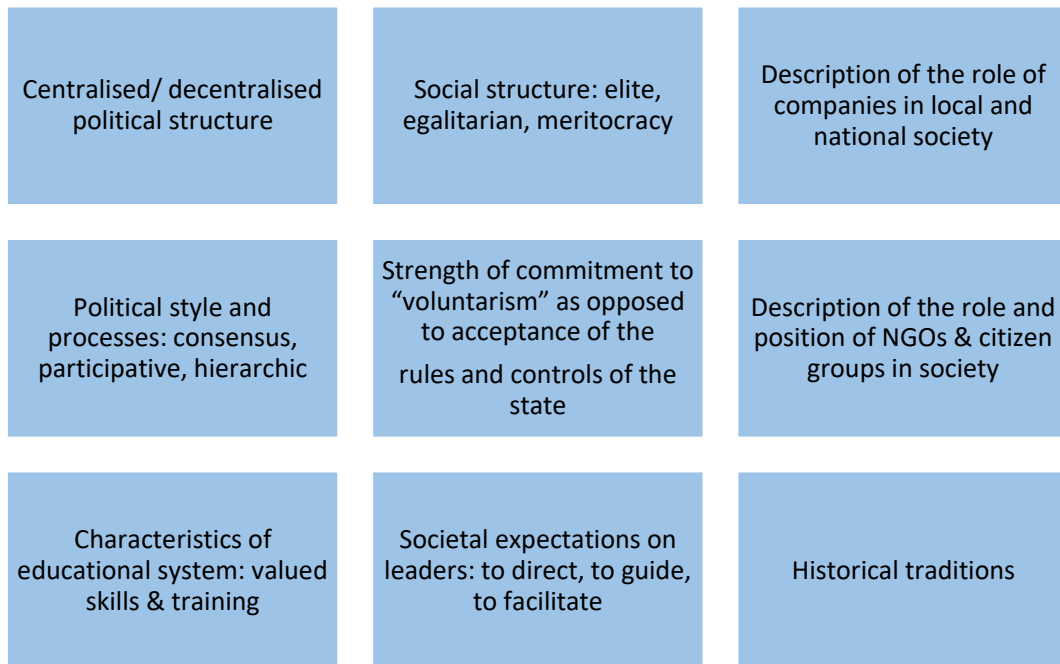 Centralised/ decentralised
political structure
Social structure: elite,
egalitarian, meritocracy
Description of the role of
companies in local and
national society
Political style and
processes: consensus,
participative, hierarchic
Strength of commitment to
“voluntarism” as opposed
to acceptance of the
rules and controls of the
state
Description of the role and
position of NGOs & citizen
groups in society
Characteristics of
educational system: valued
skills & training
Societal expectations on
leaders: to direct, to guide,
to facilitate
Historical traditions